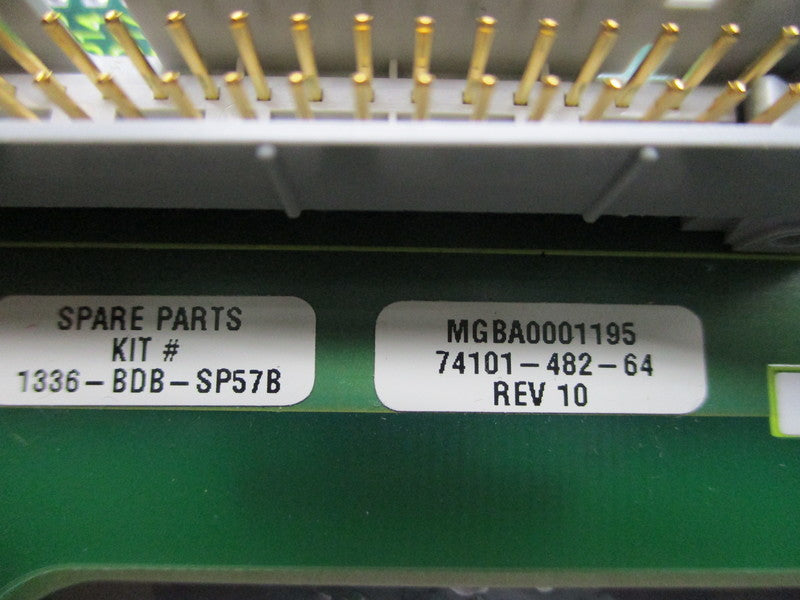 SPARE PARTS
KIT #
1336-BDB-SP57B
MGBA0001195
74101-482-64
REV 10